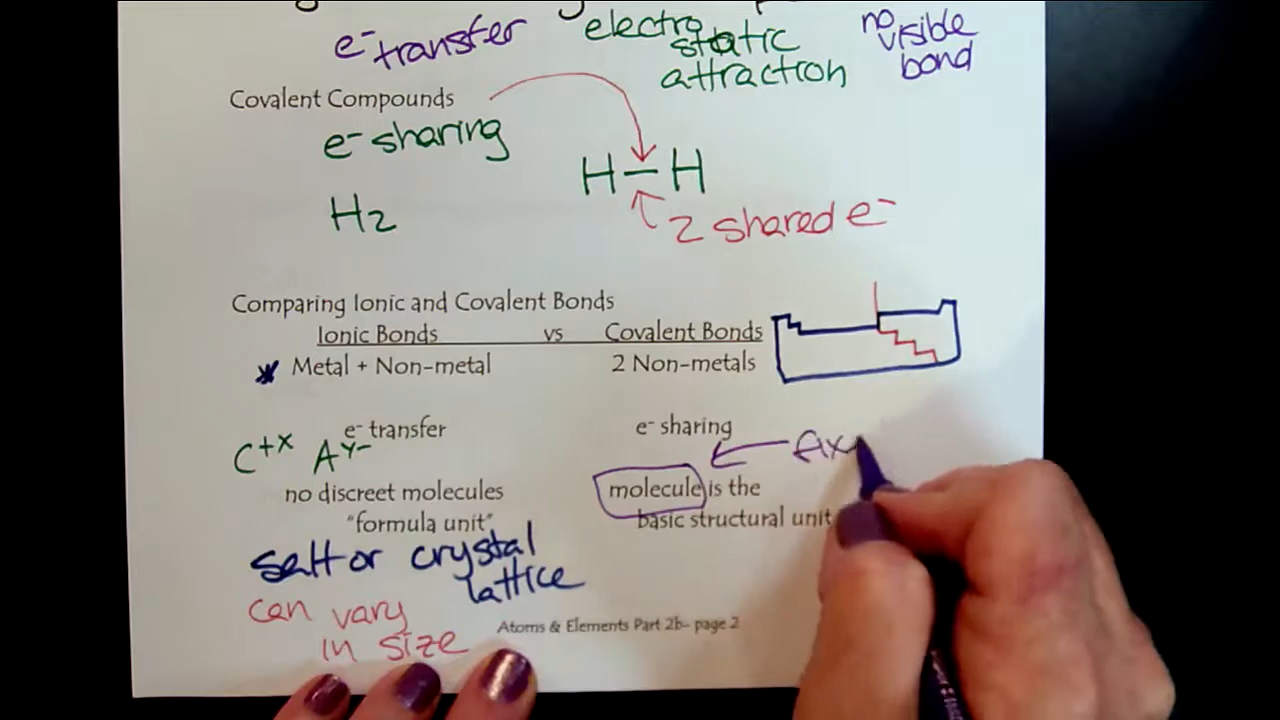 e- transfer
electrostatic attraction
no visible bond
Covalent Compounds
e- sharing
H—H
H2
2 shared e-
Comparing Ionic and Covalent Bonds
Ionic Bonds vs Covalent Bonds
Metal + Non-metal 2 Non-metals
e- transfer e- sharing
C+x Ay-
no discreet molecules molecule is the
"formula unit" basic structural unit
salt or crystal
lattice
can vary
in size
Atoms & Elements Part 2b- page 2